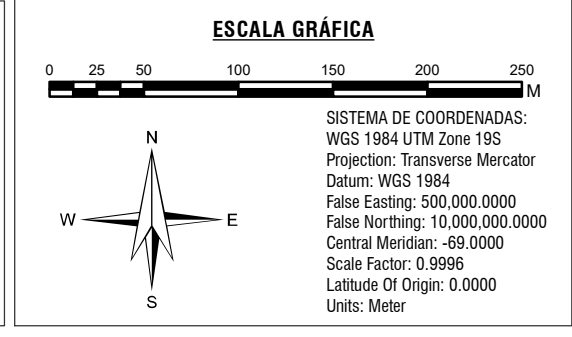 ESCALA GRÁFICA
0 25 50 100 150 200 250
M
SISTEMA DE COORDENADAS:
WGS 1984 UTM Zone 19S
Projection: Transverse Mercator
Datum: WGS 1984
False Easting: 500,000.0000
False Northing: 10,000,000.0000
Central Meridian: -69.0000
Scale Factor: 0.9996
Latitude Of Origin: 0.0000
Units: Meter
N
W E
S